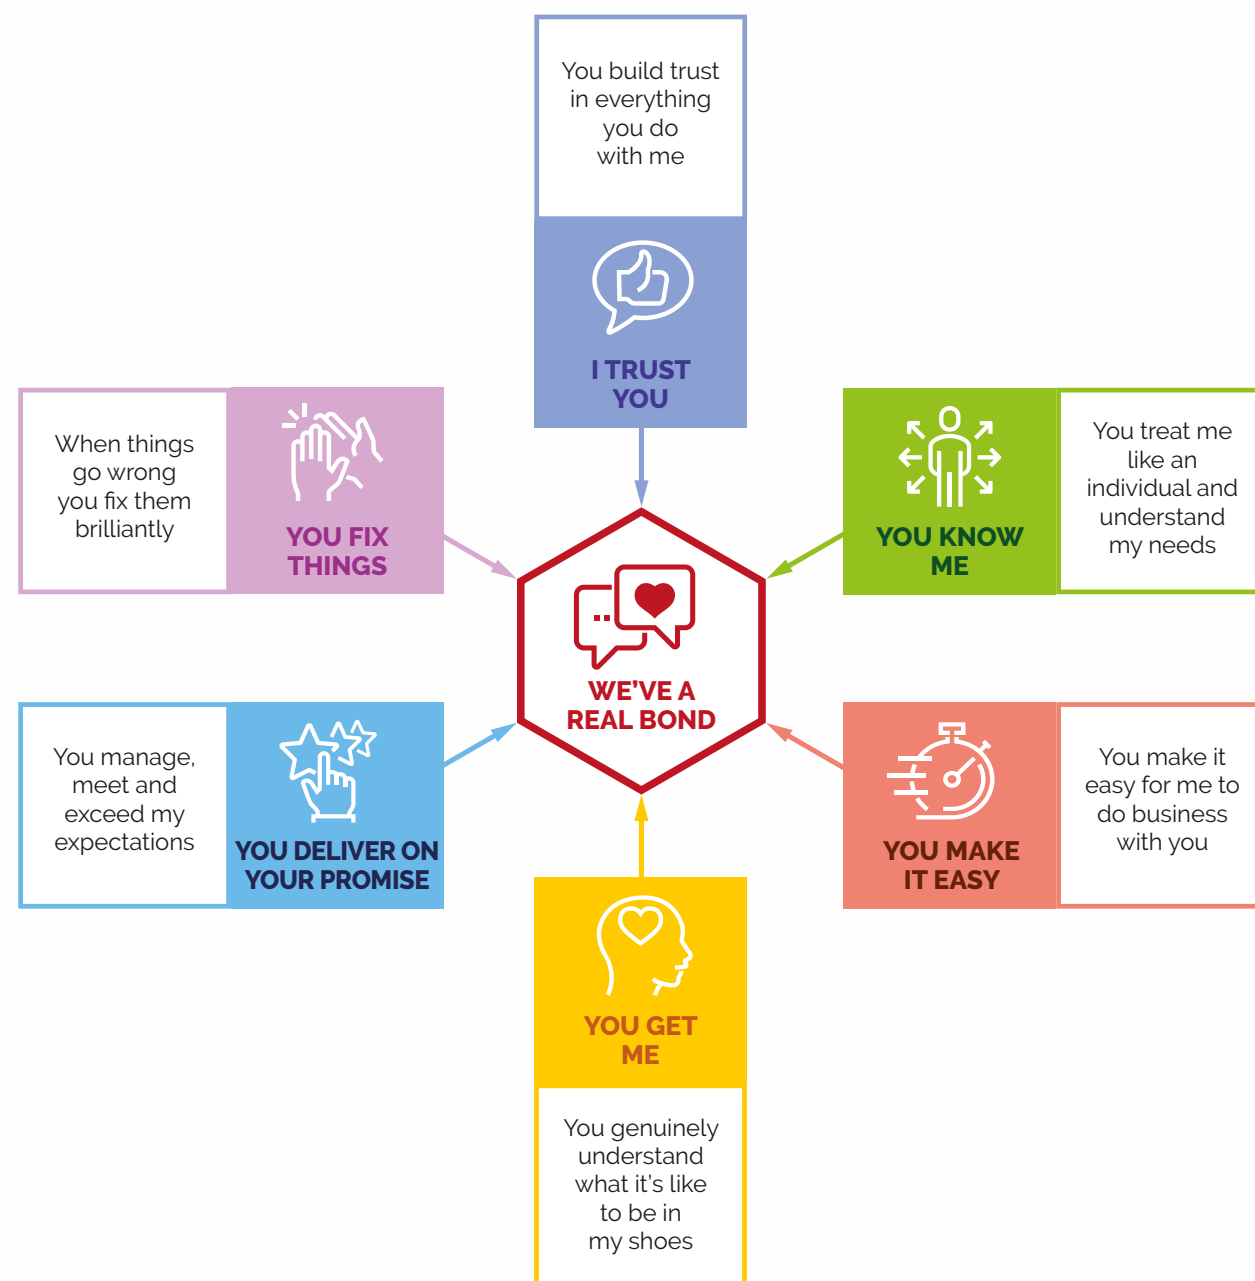 You build trust
in everything
you do
with me
I TRUST
YOU
When things
go wrong
you fix them
brilliantly
YOU FIX
THINGS
YOU KNOW
ME
You treat me
like an
individual and
understand
my needs
WE'VE A
REAL BOND
You manage,
meet and
exceed my
expectations
YOU DELIVER ON
YOUR PROMISE
YOU MAKE
IT EASY
You make it
easy for me to
do business
with you
YOU GET
ME
You genuinely
understand
what it's like
to be in
my shoes